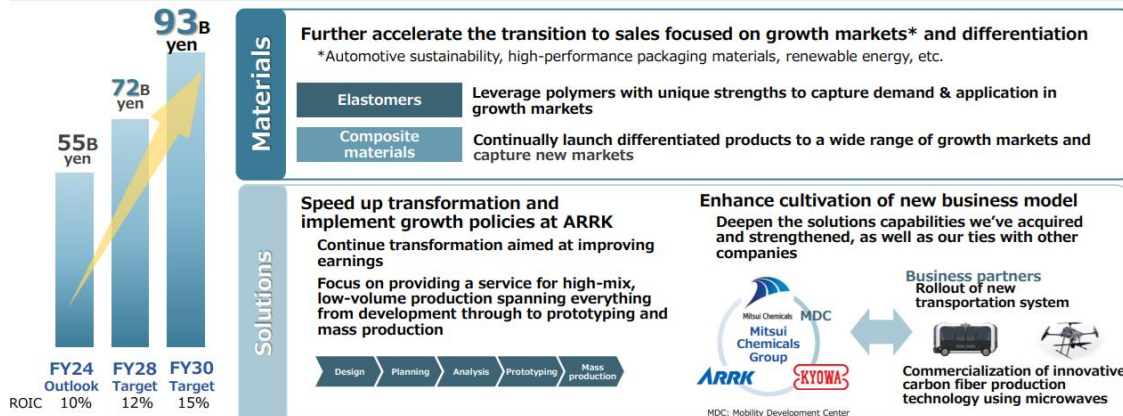 93B
yen
72B
yen
55B
yen
FY24
Outlook
FY28
Target
FY30
Target
ROIC 10% 12% 15%
Materials
Further accelerate the transition to sales focused on growth markets* and differentiation
*Automotive sustainability, high-performance packaging materials, renewable energy, etc.
Elastomers
Leverage polymers with unique strengths to capture demand & application in
growth markets
Composite
materials
Continually launch differentiated products to a wide range of growth markets and
capture new markets
Solutions
Speed up transformation and
implement growth policies at ARRK
Continue transformation aimed at improving
earnings
Focus on providing a service for high-mix,
low-volume production spanning everything
from development through to prototyping and
mass production
Design
Planning
Analysis
Prototyping
Mass
production
Enhance cultivation of new business model
Deepen the solutions capabilities we've acquired
and strengthened, as well as our ties with other
companies
Mitsui Chemicals
MDC
Mitsui
Chemicals
Group
ARRK
KYOWA
Business partners
Rollout of new
transportation system
Commercialization of innovative
carbon fiber production
technology using microwaves
MDC: Mobility Development Center